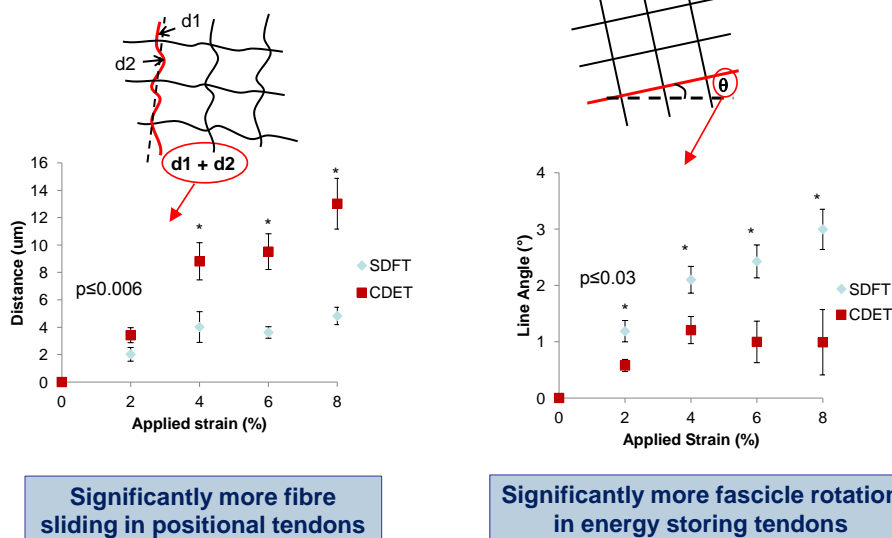 d1
d2
d1 + d2
θ
16
14
12
10
8
6
4
2
0
Distance (um)
*
*
*
p≤0.006
SDFT
CDET
0 2 4 6 8
Applied strain (%)
4
3
2
1
0
Line Angle (°)
*
*
*
*
p≤0.03
SDFT
CDET
0 2 4 6 8
Applied Strain (%)
Significantly more fibre
sliding in positional tendons
Significantly more fascicle rotation
in energy storing tendons